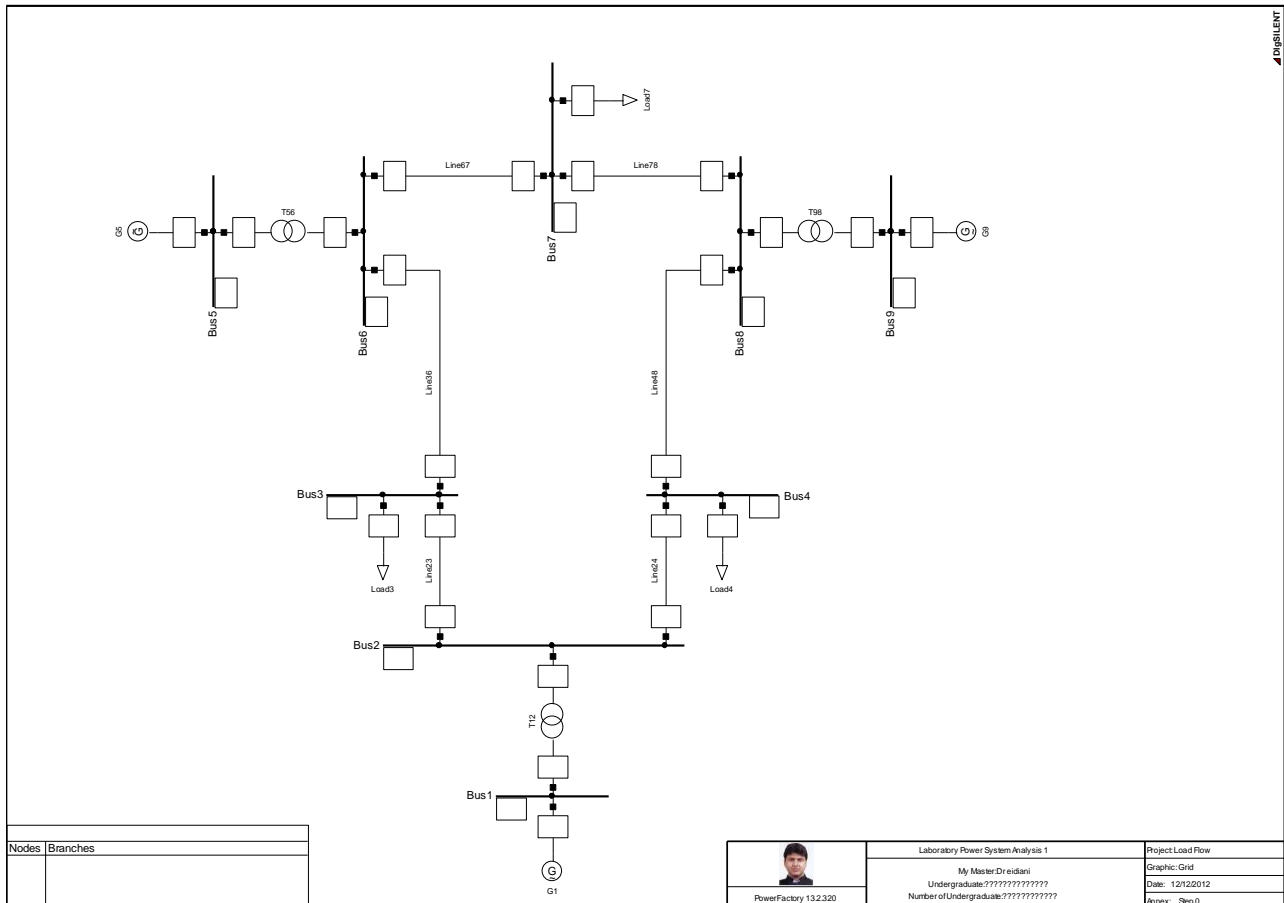 DIgSILENT
Load7
Line67
Line78
T56
T98
G5
G9
Bus7
Bus5
Bus6
Bus8
Bus9
Line36
Line48
Bus3
Bus4
Load3
Line23
Line24
Load4
Bus2
T12
Bus1
G1
Nodes Branches
PowerFactory 13.2.320
Laboratory Power System Analysis 1
My Master:Dr eidiani
Undergraduate:??????????????
Number of Undergraduate:????????????
Project:Load Flow
Graphic: Grid
Date: 12/12/2012
Annex: Step 0